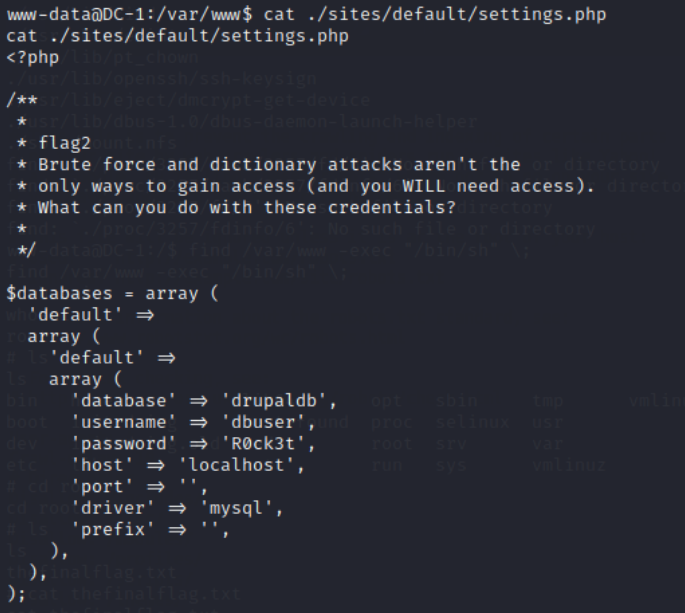 www-data@DC-1:/var/www$ cat ./sites/default/settings.php
cat ./sites/default/settings.php
<?php
/**
 *
 * flag2
 * Brute force and dictionary attacks aren't the
 * only ways to gain access (and you WILL need access).
 * What can you do with these credentials?
 *
 */
$databases = array (
  'default' =>
  array (
    'default' =>
    array (
      'database' => 'drupaldb',
      'username' => 'dbuser',
      'password' => 'R0ck3t',
      'host' => 'localhost',
      'port' => '',
      'driver' => 'mysql',
      'prefix' => '',
    ),
  ),
);